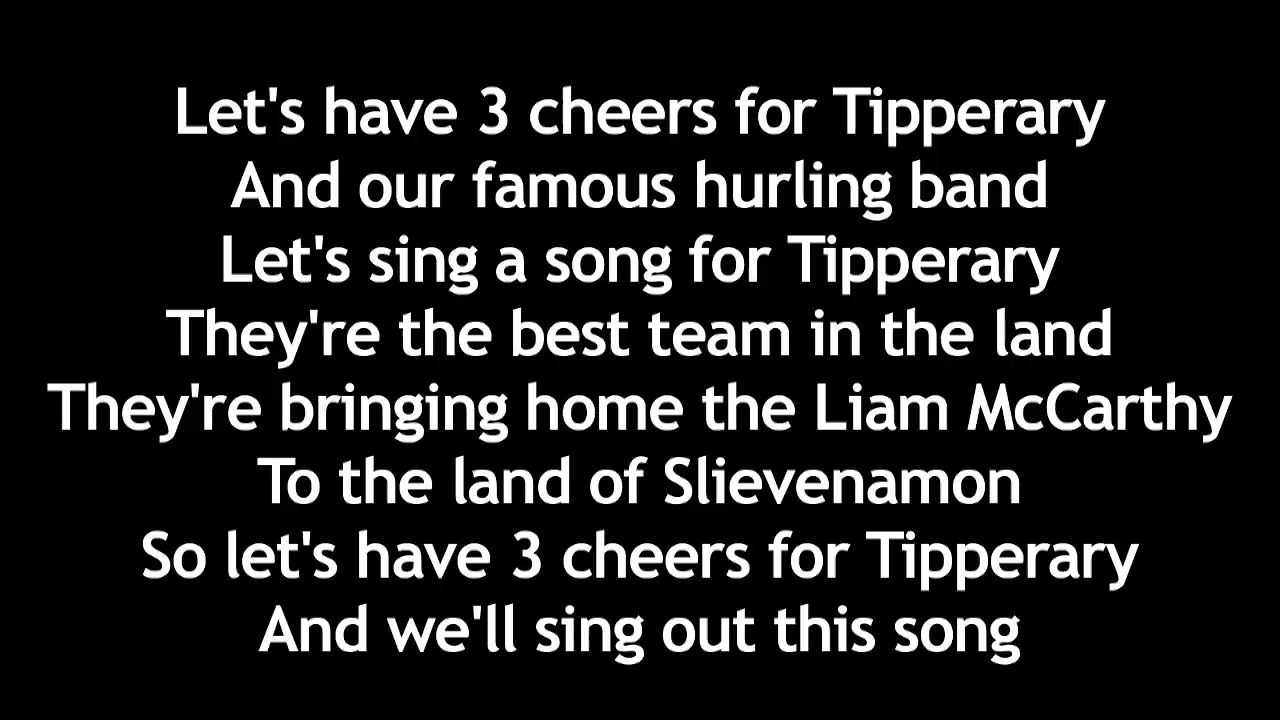 Let's have 3 cheers for Tipperary
And our famous hurling band
Let's sing a song for Tipperary
They're the best team in the land
They're bringing home the Liam McCarthy
To the land of Slievenamon
So let's have 3 cheers for Tipperary
And we'll sing out this song